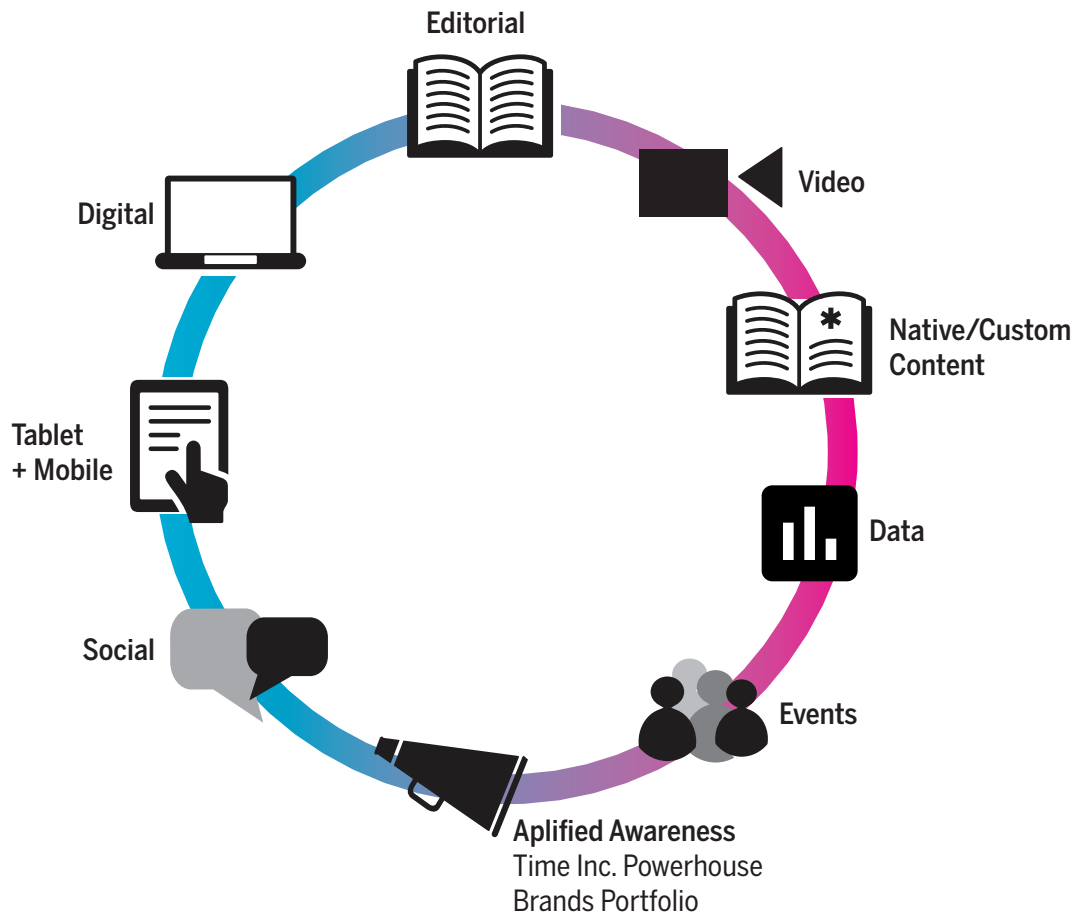 Editorial
Video
Native/Custom
Content
Data
Events
Aplified Awareness
Time Inc. Powerhouse
Brands Portfolio
Social
Tablet
+ Mobile
Digital